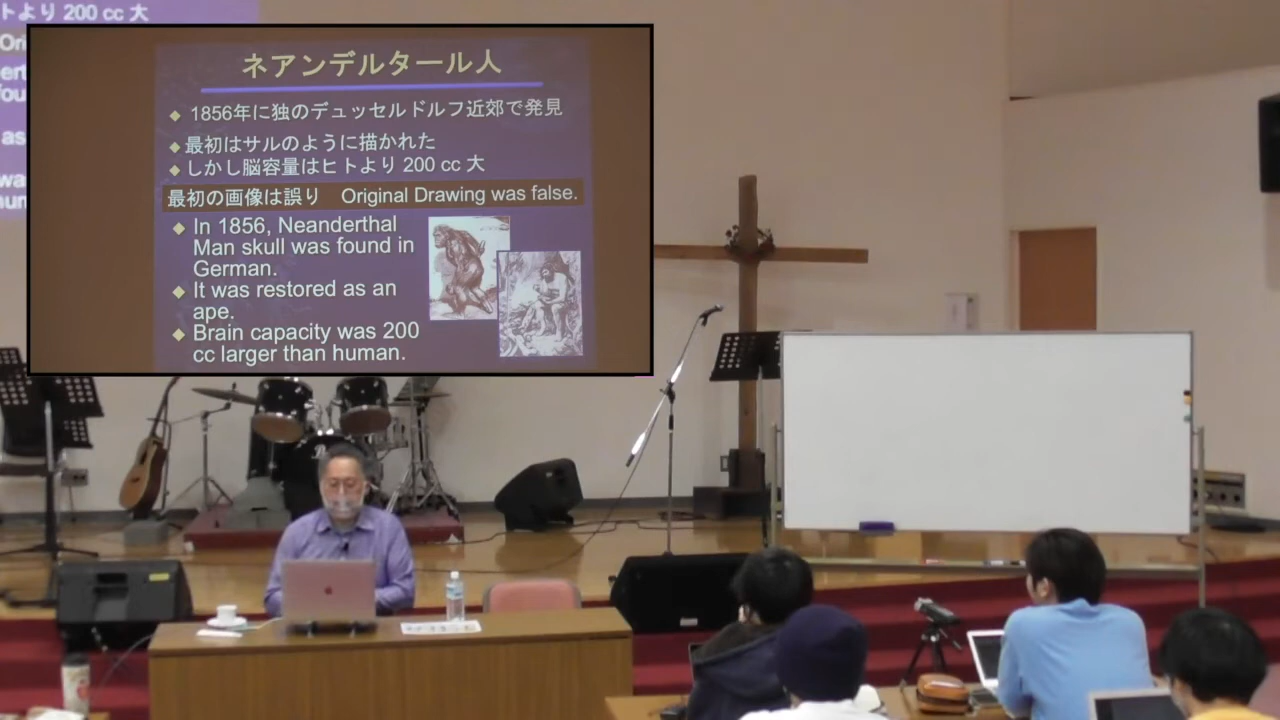 トより 200 cc 大
ネアンデルタール人
1856年に独のデュッセルドルフ近郊で発見
最初はサルのように描かれた
しかし脳容量はヒトより 200 cc 大
最初の画像は誤り Original Drawing was false.
In 1856, Neanderthal
Man skull was found in
German.
It was restored as an
ape.
Brain capacity was 200
cc larger than human.